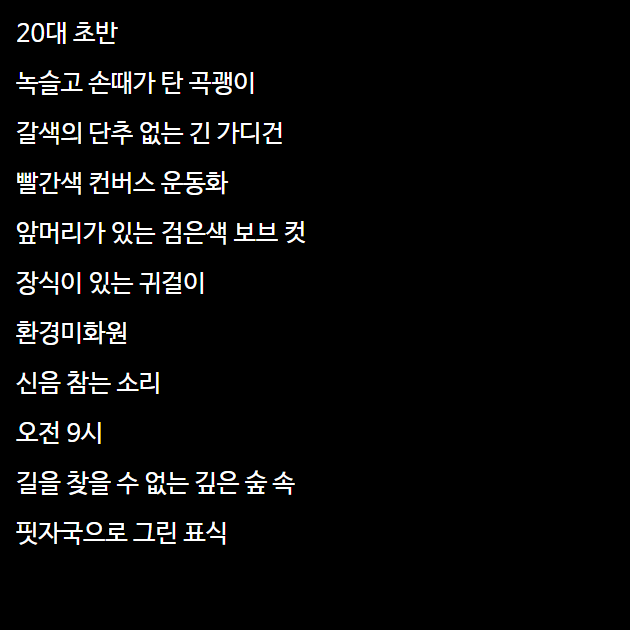 20대 초반
녹슬고 손때가 탄 곡괭이
갈색의 단추 없는 긴 가디건
빨간색 컨버스 운동화
앞머리가 있는 검은색 보브 컷
장식이 있는 귀걸이
환경미화원
신음 참는 소리
오전 9시
길을 찾을 수 없는 깊은 숲 속
핏자국으로 그린 표식